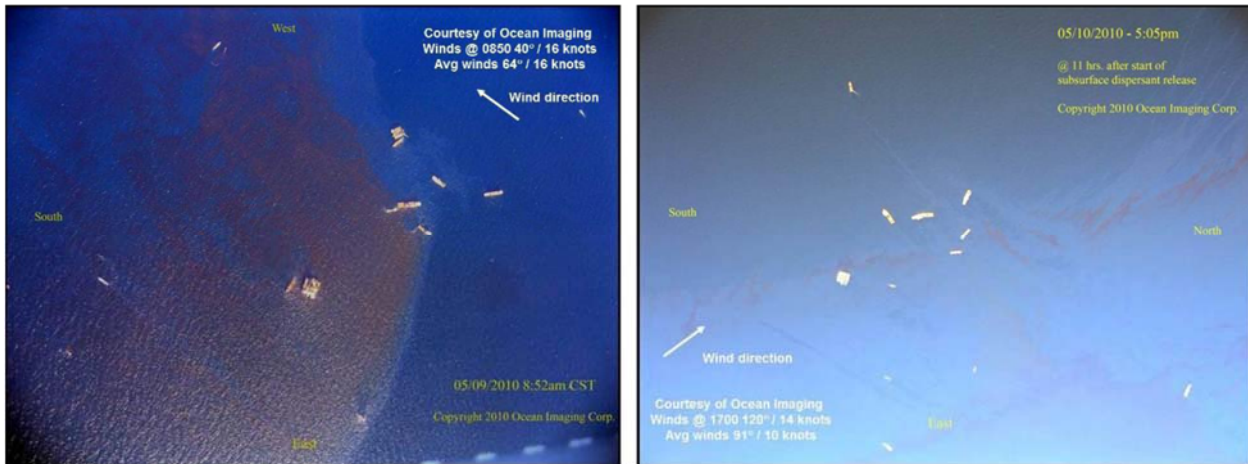 West
Courtesy of Ocean Imaging
Winds @ 0850 40° / 16 knots
Avg winds 64° / 16 knots
Wind direction
South
05/09/2010 8:52am CST
Copyright 2010 Ocean Imaging Corp.
East
05/10/2010 - 5:05pm
@ 11 hrs. after start of
subsurface dispersant release
Copyright 2010 Ocean Imaging Corp.
South
North
Wind direction
Courtesy of Ocean Imaging
Winds @ 1700 120° / 14 knots
Avg winds 91° / 10 knots
East